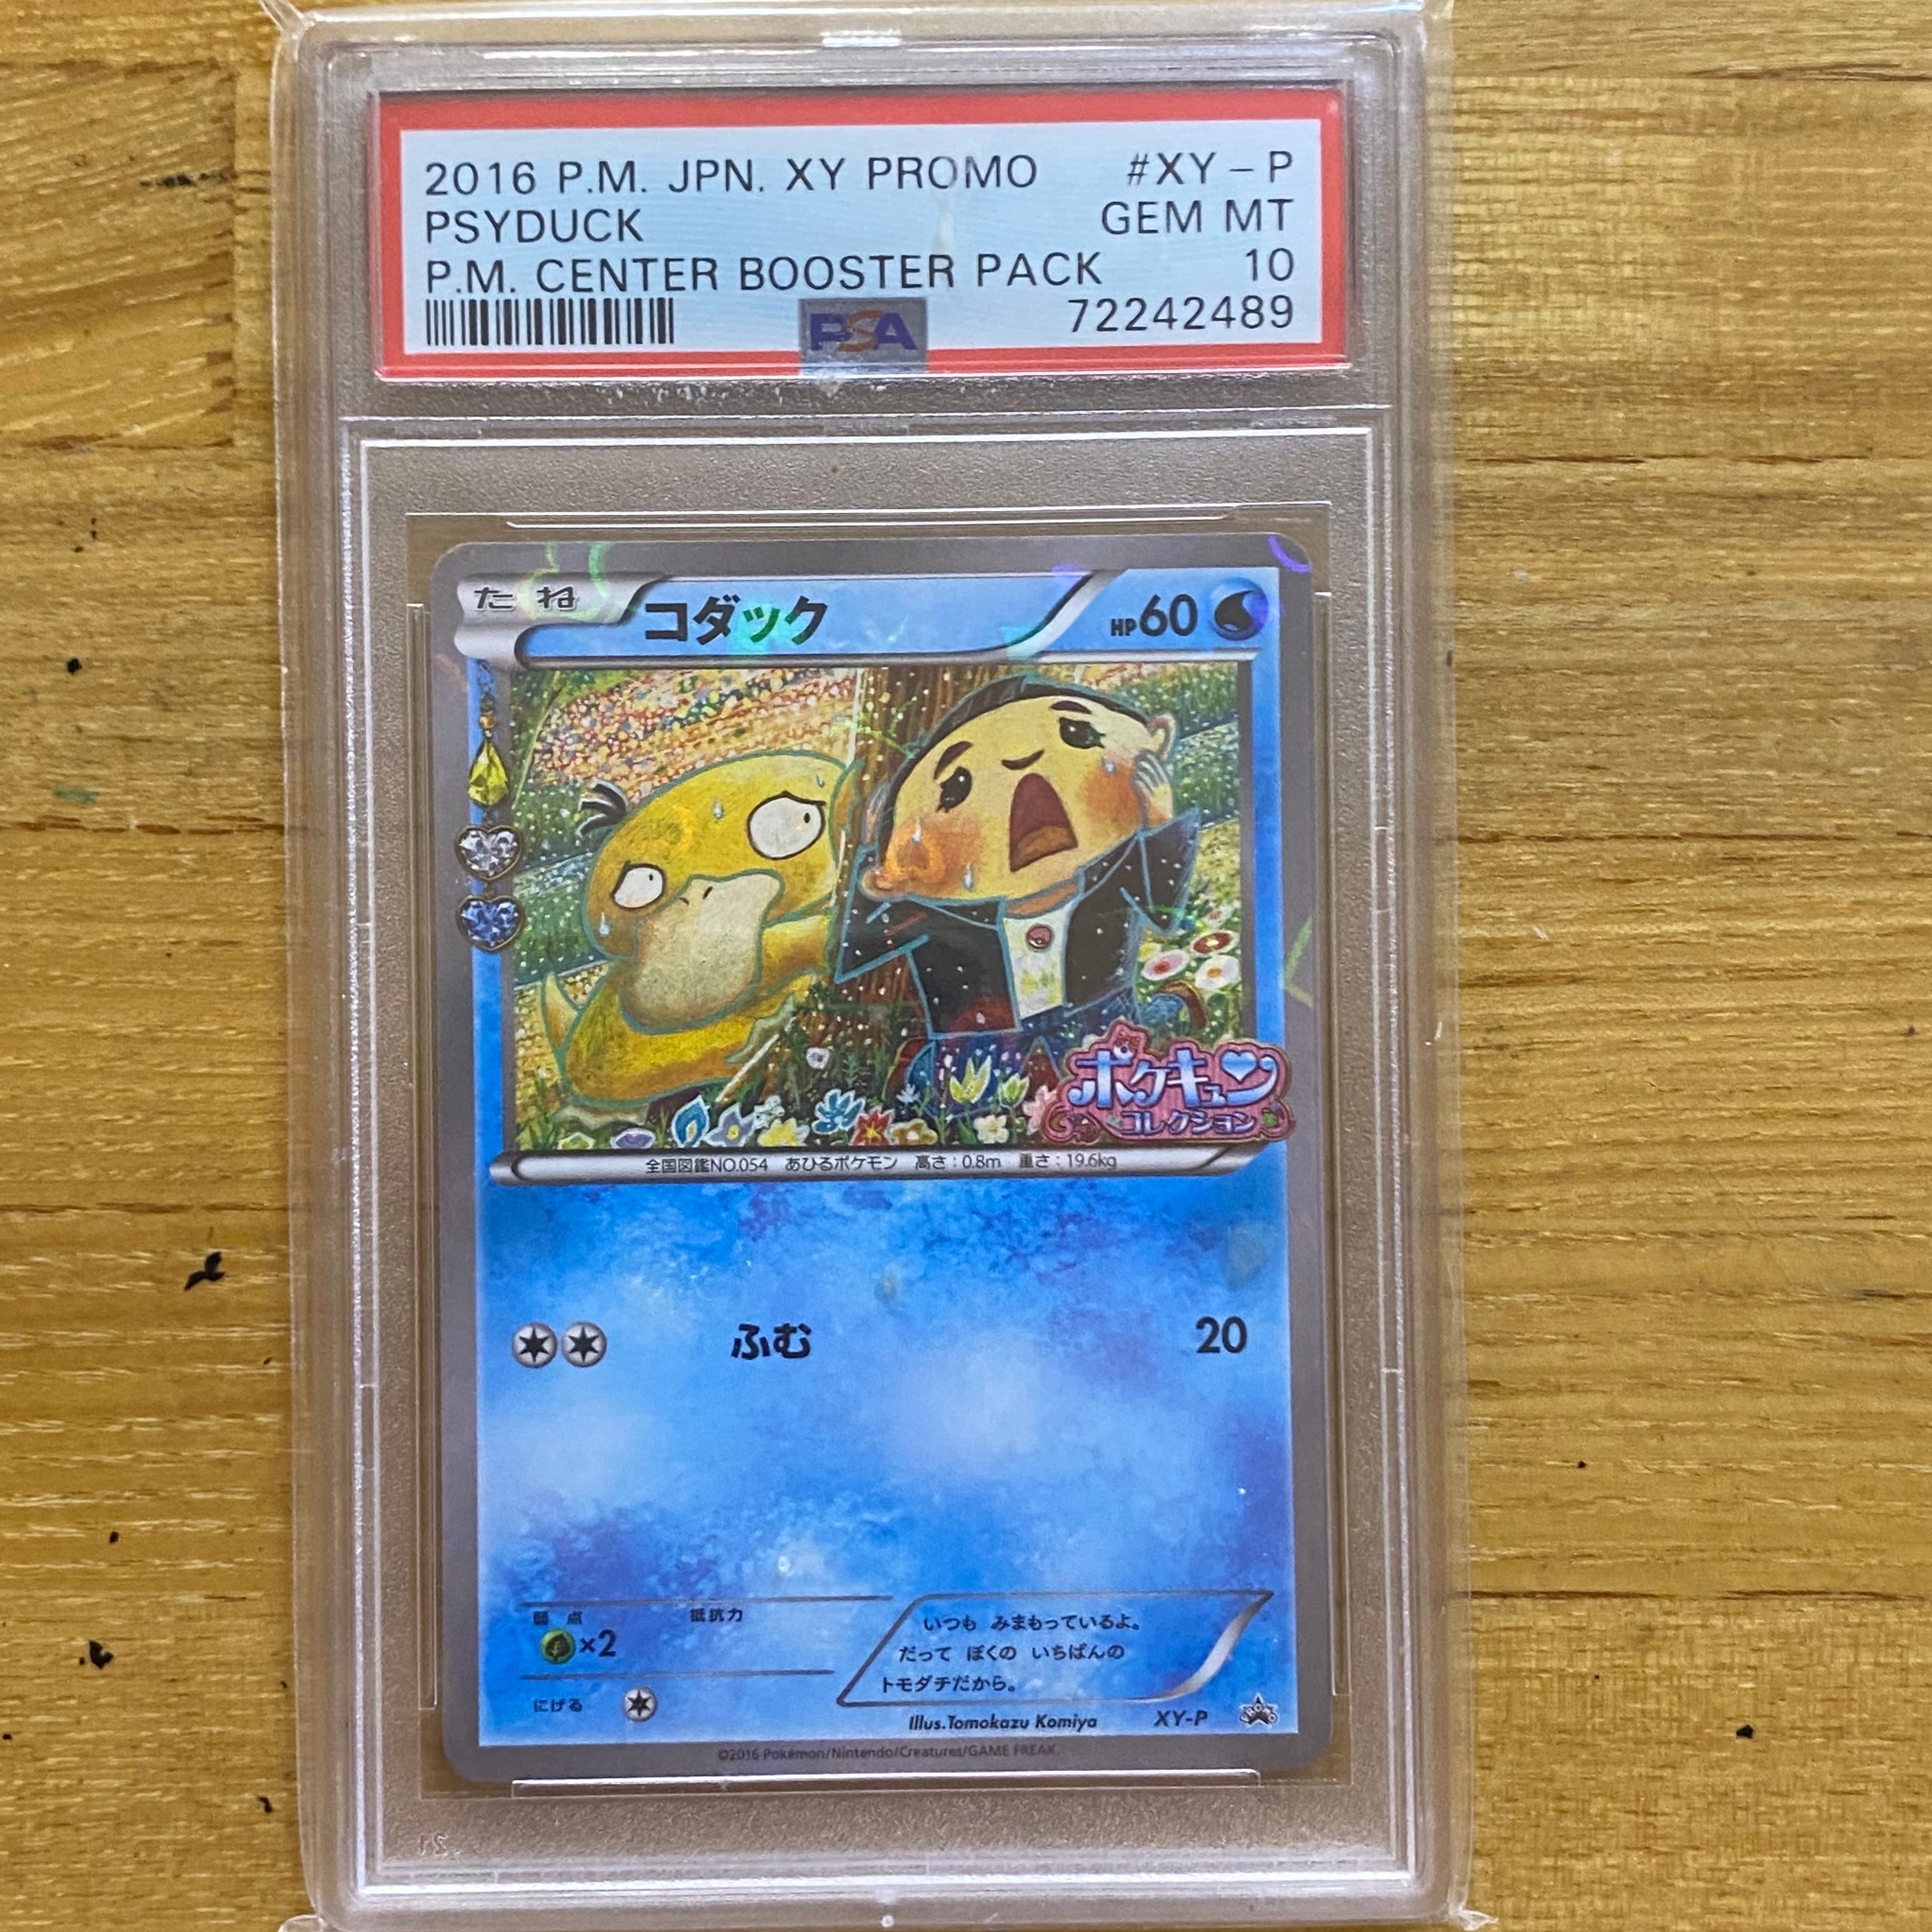 2016 P.M. JPN. XY PROMO #XY-P
PSYDUCK GEM MT
P.M. CENTER BOOSTER PACK 10
PSA 72242489
たね コダック HP60
ポケキュン
コレクション
全国図鑑NO.054 あひるポケモン 高さ:0.8m 重さ:19.6kg
ふむ 20
弱点 抵抗力
×2
にげる
いつも みまもっているよ。
だって ぼくの いちばんの
トモダチだから。
Illus.Tomokazu Komiya XY-P
©2016 Pokémon/Nintendo/Creatures/GAME FREAK.